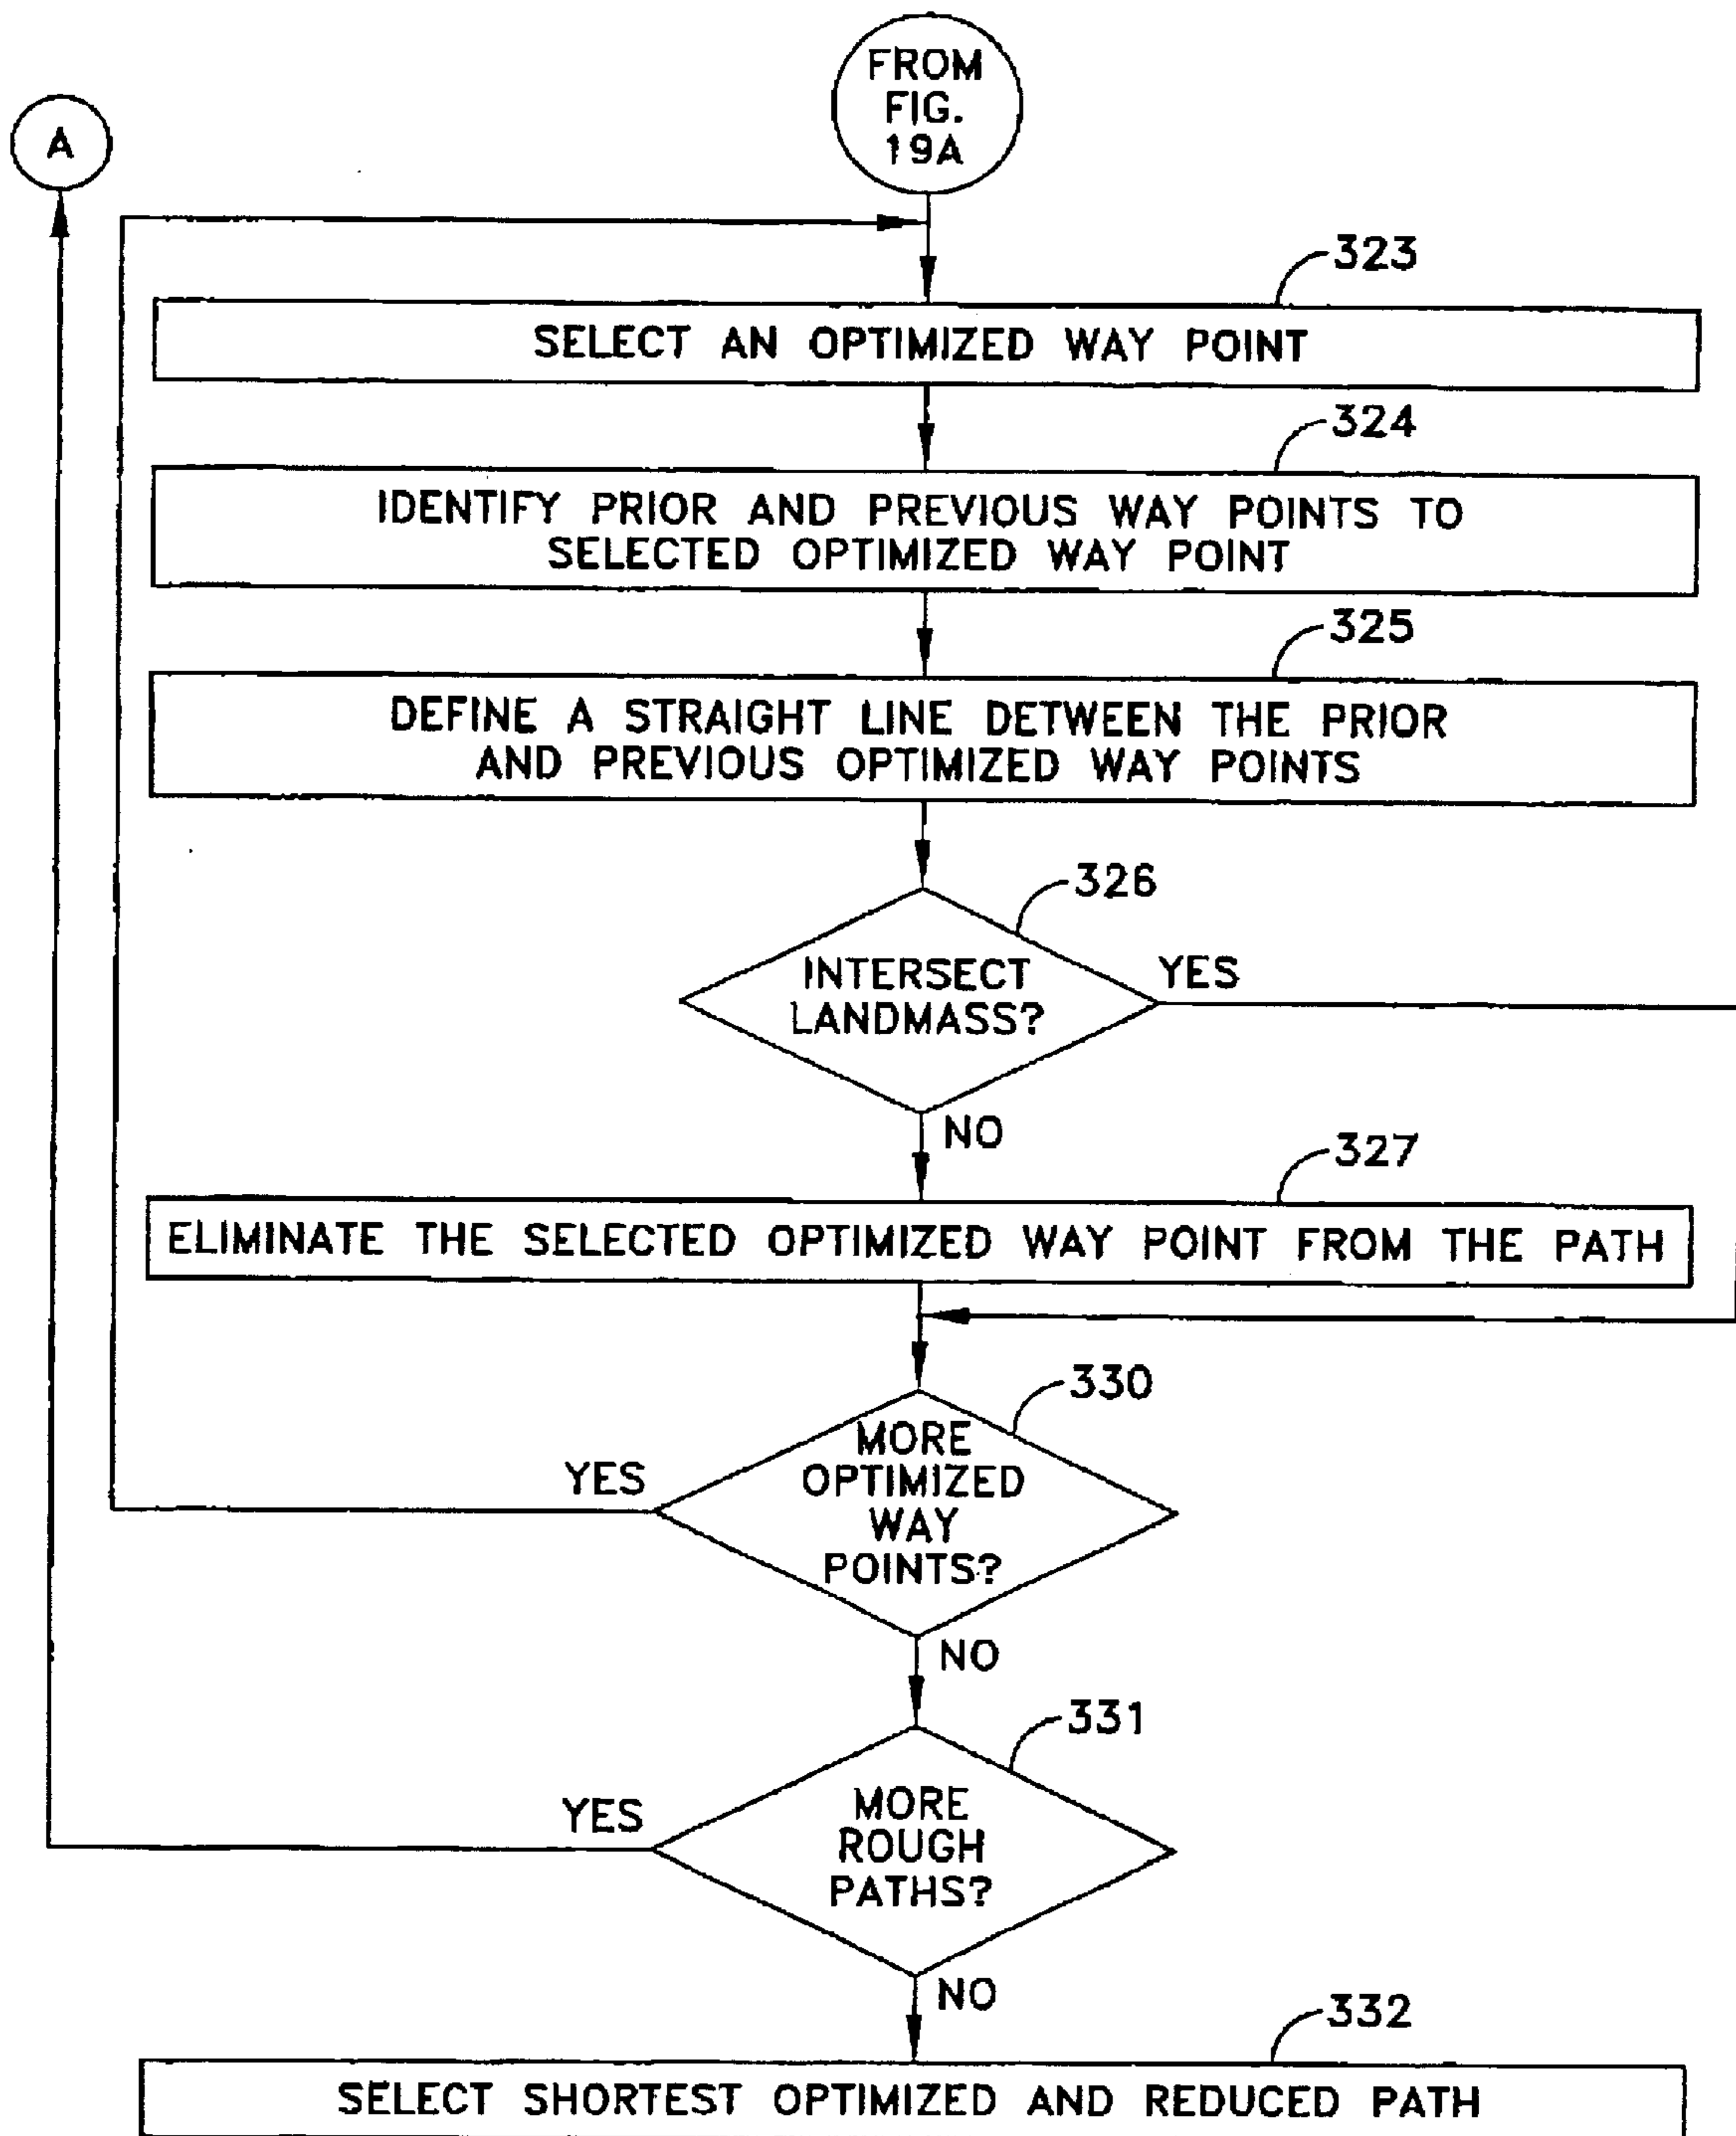 FROM
FIG.
19A
A
323
SELECT AN OPTIMIZED WAY POINT
324
IDENTIFY PRIOR AND PREVIOUS WAY POINTS TO
SELECTED OPTIMIZED WAY POINT
325
DEFINE A STRAIGHT LINE DETWEEN THE PRIOR
AND PREVIOUS OPTIMIZED WAY POINTS
326
INTERSECT
LANDMASS?
YES
NO
327
ELIMINATE THE SELECTED OPTIMIZED WAY POINT FROM THE PATH
330
MORE
OPTIMIZED
WAY
POINTS?
YES
NO
331
MORE
ROUGH
PATHS?
YES
NO
332
SELECT SHORTEST OPTIMIZED AND REDUCED PATH